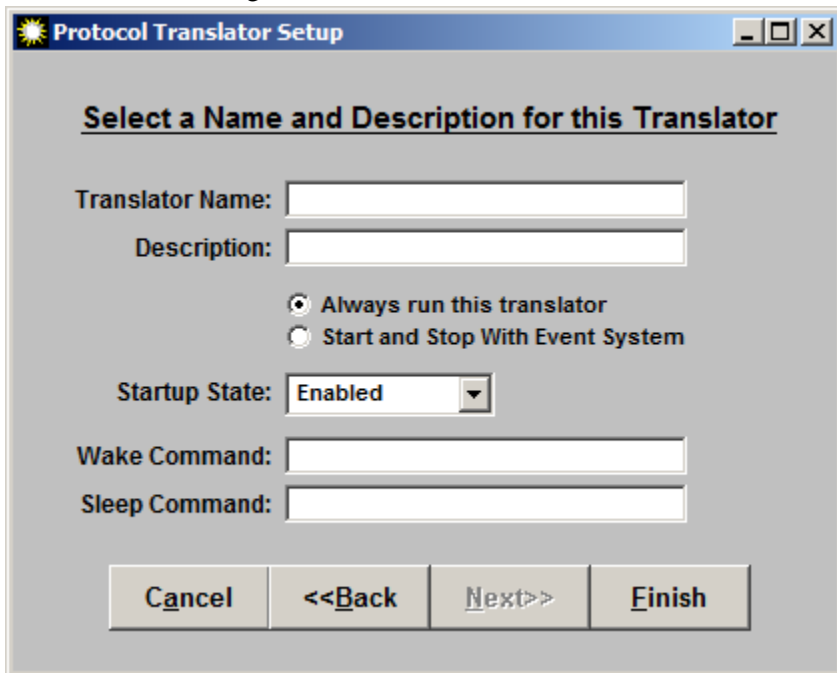 Protocol Translator Setup
Select a Name and Description for this Translator
Translator Name:
Description:
Always run this translator
Start and Stop With Event System
Startup State: Enabled
Wake Command:
Sleep Command:
Cancel <<Back Next>> Finish